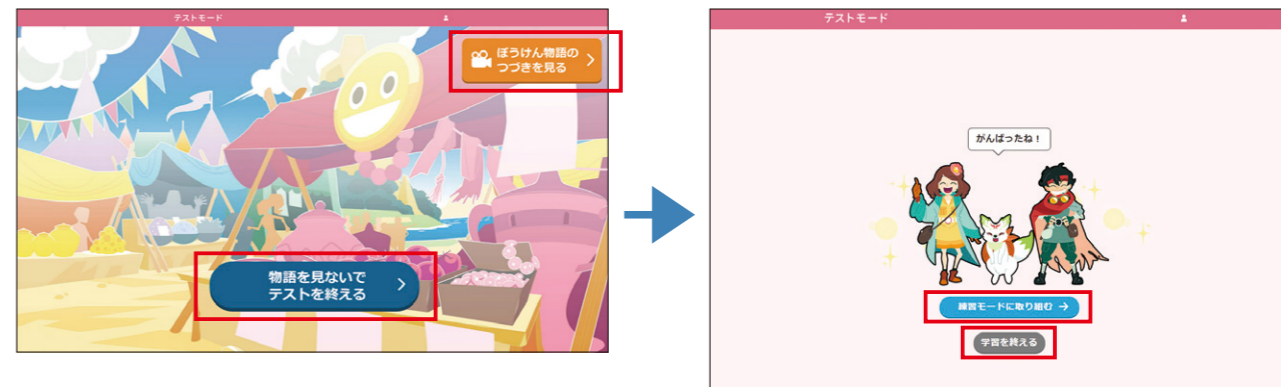 テストモード
ぼうけん物語の
つづきを見る
物語を見ないで
テストを終える
テストモード
がんばったね！
練習モードに取り組む
学習を終える